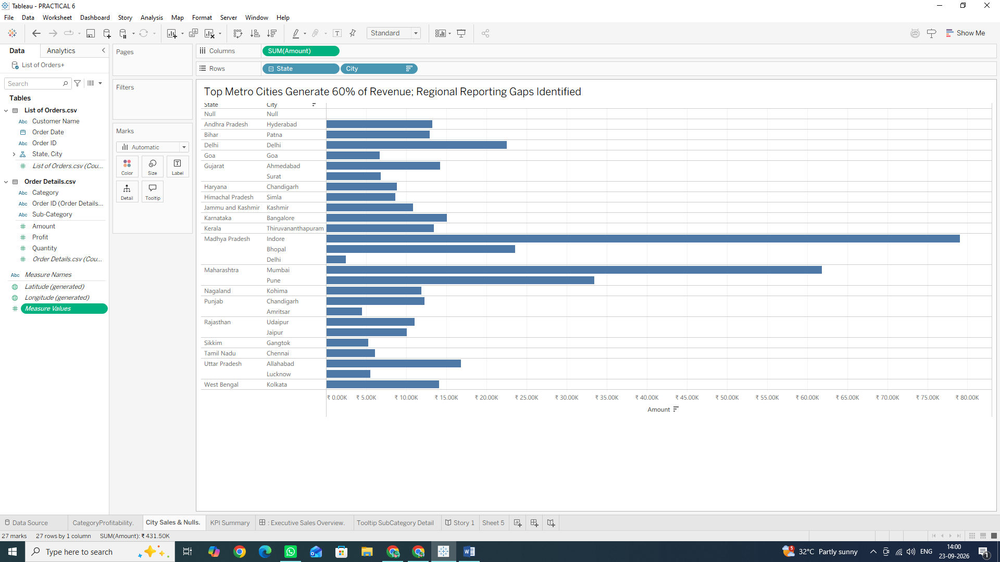 Tableau - PRACTICAL 6
File Data Worksheet Dashboard Story Analysis Map Format Server Window Help
Standard
Show Me
Data Analytics
List of Orders+
Search
Tables
List of Orders.csv
Abc Customer Name
Order Date
Abc Order ID
State, City
List of Orders.csv (Cou...
Order Details.csv
Abc Category
Abc Order ID (Order Details...
Abc Sub-Category
Amount
Profit
Quantity
Order Details.csv (Cou...
Abc Measure Names
Latitude (generated)
Longitude (generated)
Measure Values
Pages
Filters
Marks
Automatic
Color Size Label
Detail Tooltip
Columns SUM(Amount)
Rows State City
Top Metro Cities Generate 60% of Revenue; Regional Reporting Gaps Identified
State City
Null Null
Andhra Pradesh Hyderabad
Bihar Patna
Delhi Delhi
Goa Goa
Gujarat Ahmedabad
Surat
Haryana Chandigarh
Himachal Pradesh Simla
Jammu and Kashmir Kashmir
Karnataka Bangalore
Kerala Thiruvananthapuram
Madhya Pradesh Indore
Bhopal
Delhi
Maharashtra Mumbai
Pune
Nagaland Kohima
Punjab Chandigarh
Amritsar
Rajasthan Udaipur
Jaipur
Sikkim Gangtok
Tamil Nadu Chennai
Uttar Pradesh Allahabad
Lucknow
West Bengal Kolkata
₹ 0.00K ₹ 5.00K ₹ 10.00K ₹ 15.00K ₹ 20.00K ₹ 25.00K ₹ 30.00K ₹ 35.00K ₹ 40.00K ₹ 45.00K ₹ 50.00K ₹ 55.00K ₹ 60.00K ₹ 65.00K ₹ 70.00K ₹ 75.00K ₹ 80.00K
Amount
Data Source CategoryProfitability. City Sales & Nulls. KPI Summary : Executive Sales Overview. Tooltip SubCategory Detail Story 1 Sheet 5
27 marks 27 rows by 1 column SUM(Amount): ₹ 431.50K
Type here to search
5 32°C Partly sunny ENG
14:00
23-09-2026
1